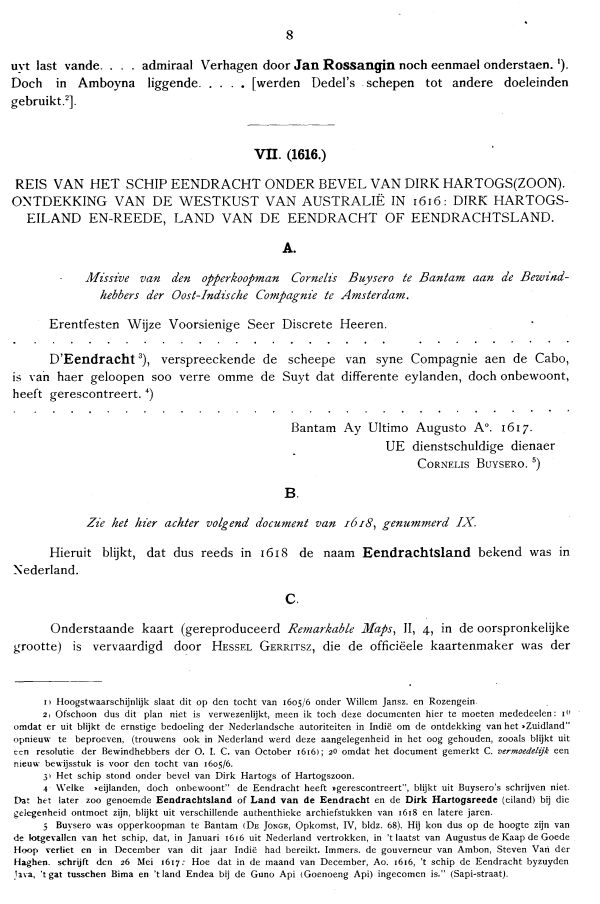 8
uyt last vande. . . . admiraal Verhagen door Jan Rossangin noch eenmael onderstaen. ¹).
Doch in Amboyna liggende. . . . . [werden Dedel's schepen tot andere doeleinden
gebruikt.²].
VII. (1616.)
REIS VAN HET SCHIP EENDRACHT ONDER BEVEL VAN DIRK HARTOGS(ZOON).
ONTDEKKING VAN DE WESTKUST VAN AUSTRALIË IN 1616: DIRK HARTOGS-
EILAND EN-REEDE, LAND VAN DE EENDRACHT OF EENDRACHTSLAND.
A.
Missive van den opperkoopman Cornelis Buysero te Bantam aan de Bewind-
hebbers der Oost-Indische Compagnie te Amsterdam.
Erentfesten Wijze Voorsienige Seer Discrete Heeren.
. . . . . . . . . . . . . . . . . . . . . . . . . .
D'Eendracht ³), verspreeckende de scheepe van syne Compagnie aen de Cabo,
is van haer geloopen soo verre omme de Suyt dat differente eylanden, doch onbewoont,
heeft gerescontreert. ⁴)
. . . . . . . . . . . . . . . . . . . . . . . . . .
Bantam Ay Ultimo Augusto A°. 1617.
UE dienstschuldige dienaer
CORNELIS BUYSERO. ⁵)
B.
Zie het hier achter volgend document van 1618, genummerd IX.
Hieruit blijkt, dat dus reeds in 1618 de naam Eendrachtsland bekend was in
Nederland.
C.
Onderstaande kaart (gereproduceerd Remarkable Maps, II, 4, in de oorspronkelijke
grootte) is vervaardigd door HESSEL GERRITSZ, die de officiëele kaartenmaker was der
1) Hoogstwaarschijnlijk slaat dit op den tocht van 1605/6 onder Willem Jansz. en Rozengein.
2) Ofschoon dus dit plan niet is verwezenlijkt, meen ik toch deze documenten hier te moeten mededeelen: 1°
omdat er uit blijkt de ernstige bedoeling der Nederlandsche autoriteiten in Indië om de ontdekking van het »Zuidland"
opnieuw te beproeven, (trouwens ook in Nederland werd deze aangelegenheid in het oog gehouden, zooals blijkt uit
een resolutie der Bewindhebbers der O. I. C. van October 1616); 2° omdat het document gemerkt C. vermoedelijk een
nieuw bewijsstuk is voor den tocht van 1605/6.
3) Het schip stond onder bevel van Dirk Hartogs of Hartogszoon.
4 Welke »eijlanden, doch onbewoont" de Eendracht heeft »gerescontreert", blijkt uit Buysero's schrijven niet.
Dat het later zoo genoemde Eendrachtsland of Land van de Eendracht en de Dirk Hartogsreede (eiland) bij die
gelegenheid ontmoet zijn, blijkt uit verschillende authentieke archiefstukken van 1618 en latere jaren.
5 Buysero was opperkoopman te Bantam (DE JONGE, Opkomst, IV, bldz. 68). Hij kon dus op de hoogte zijn van
de lotgevallen van het schip, dat, in Januari 1616 uit Nederland vertrokken, in 't laatst van Augustus de Kaap de Goede
Hoop verliet en in December van dit jaar Indië had bereikt. Immers. de gouverneur van Ambon, Steven Van der
Haghen. schrijft den 26 Mei 1617: Hoe dat in de maand van December, Ao. 1616, 't schip de Eendracht byzuyden
Java, 't gat tusschen Bima en 't land Endea bij de Guno Api (Goenoeng Api) ingecomen is." (Sapi-straat).